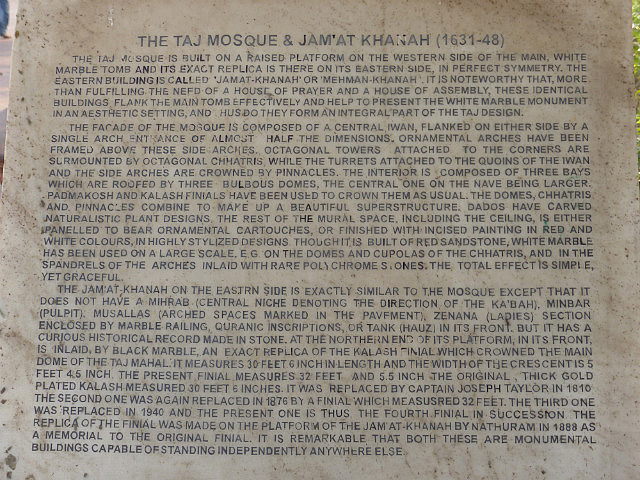 THE TAJ MOSQUE & JAM'AT KHANAH (1631-48)
THE TAJ MOSQUE IS BUILT ON A RAISED PLATFORM ON THE WESTERN SIDE OF THE MAIN, WHITE
MARBLE TOMB AND ITS EXACT REPLICA IS THERE ON ITS EASTERN SIDE, IN PERFECT SYMMETRY. THE
EASTERN BUILDING IS CALLED 'JAM'AT-KHANAH' OR 'MEHMAN-KHANAH'. IT IS NOTEWORTHY THAT, MORE
THAN FULFILLING THE NEED OF A HOUSE OF PRAYER AND A HOUSE OF ASSEMBLY, THESE IDENTICAL
BUILDINGS FLANK THE MAIN TOMB EFFECTIVELY AND HELP TO PRESENT THE WHITE MARBLE MONUMENT
IN AN AESTHETIC SETTING, AND THUS DO THEY FORM AN INTEGRAL PART OF THE TAJ DESIGN.
THE FACADE OF THE MOSQUE IS COMPOSED OF A CENTRAL IWAN, FLANKED ON EITHER SIDE BY A
SINGLE ARCH ENTRANCE OF ALMOST HALF THE DIMENSIONS. ORNAMENTAL ARCHES HAVE BEEN
FRAMED ABOVE THESE SIDE ARCHES. OCTAGONAL TOWERS ATTACHED TO THE CORNERS ARE
SURMOUNTED BY OCTAGONAL CHHATRIS, WHILE THE TURRETS ATTACHED TO THE QUOINS OF THE IWAN
AND THE SIDE ARCHES ARE CROWNED BY PINNACLES. THE INTERIOR IS COMPOSED OF THREE BAYS
WHICH ARE ROOFED BY THREE BULBOUS DOMES, THE CENTRAL ONE ON THE NAVE BEING LARGER.
PADMAKOSH AND KALASH FINIALS HAVE BEEN USED TO CROWN THEM AS USUAL. THE DOMES, CHHATRIS
AND PINNACLES COMBINE TO MAKE UP A BEAUTIFUL SUPERSTRUCTURE. DADOS HAVE CARVED
NATURALISTIC PLANT DESIGNS. THE REST OF THE MURAL SPACE, INCLUDING THE CEILING, IS EITHER
PANELLED TO BEAR ORNAMENTAL CARTOUCHES, OR FINISHED WITH INCISED PAINTING IN RED AND
WHITE COLOURS, IN HIGHLY STYLIZED DESIGNS. THOUGH IT IS BUILT OF RED SANDSTONE, WHITE MARBLE
HAS BEEN USED ON A LARGE SCALE. E.G. ON THE DOMES AND CUPOLAS OF THE CHHATRIS, AND IN THE
SPANDRELS OF THE ARCHES INLAID WITH RARE POLYCHROME STONES. THE TOTAL EFFECT IS SIMPLE,
YET GRACEFUL.
THE JAM'AT-KHANAH ON THE EASTRN SIDE IS EXACTLY SIMILAR TO THE MOSQUE EXCEPT THAT IT
DOES NOT HAVE A MIHRAB (CENTRAL NICHE DENOTING THE DIRECTION OF THE KA'BAH), MINBAR
(PULPIT), MUSALLAS (ARCHED SPACES MARKED IN THE PAVEMENT), ZENANA (LADIES) SECTION
ENCLOSED BY MARBLE RAILING, QURANIC INSCRIPTIONS, OR TANK (HAUZ) IN ITS FRONT. BUT IT HAS A
CURIOUS HISTORICAL RECORD MADE IN STONE. AT THE NORTHERN END OF ITS PLATFORM, IN ITS FRONT,
IS INLAID, BY BLACK MARBLE, AN EXACT REPLICA OF THE KALASH FINIAL WHICH CROWNED THE MAIN
DOME OF THE TAJ MAHAL. IT MEASURES 30 FEET 6 INCH IN LENGTH AND THE WIDTH OF THE CRESCENT IS 5
FEET 4.5 INCH. THE PRESENT FINIAL MEASURES 32 FEET AND 5.5 INCH THE ORIGINAL , THICK GOLD
PLATED KALASH MEASURED 30 FEET 6 INCHES. IT WAS REPLACED BY CAPTAIN JOSEPH TAYLOR IN 1810
THE SECOND ONE WAS AGAIN REPLACED IN 1876 BY A FINIAL WHICH MEASUSRED 32 FEET. THE THIRD ONE
WAS REPLACED IN 1940 AND THE PRESENT ONE IS THUS THE FOURTH FINIAL IN SUCCESSION. THE
REPLICA OF THE FINIAL WAS MADE ON THE PLATFORM OF THE JAM'AT-KHANAH BY NATHURAM IN 1888 AS
A MEMORIAL TO THE ORIGINAL FINIAL. IT IS REMARKABLE THAT BOTH THESE ARE MONUMENTAL
BUILDINGS CAPABLE OF STANDING INDEPENDENTLY ANYWHERE ELSE.